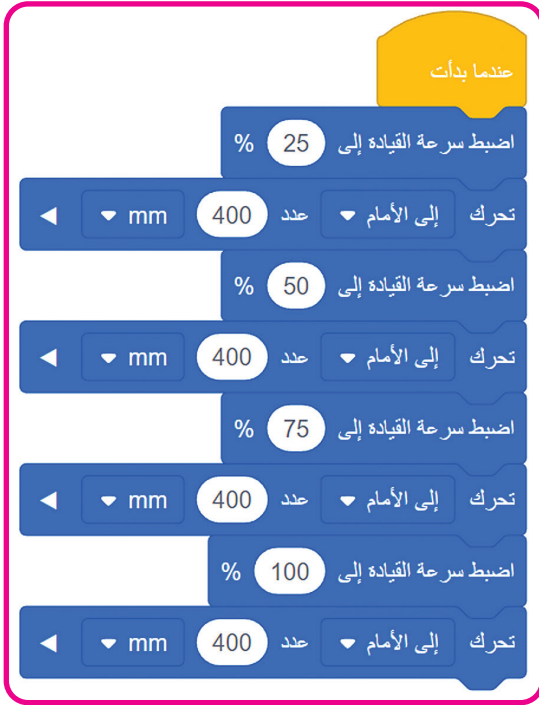 عندما بدأت
اضبط سرعة القيادة إلى 25 %
تحرك إلى الأمام عدد 400 mm
اضبط سرعة القيادة إلى 50 %
تحرك إلى الأمام عدد 400 mm
اضبط سرعة القيادة إلى 75 %
تحرك إلى الأمام عدد 400 mm
اضبط سرعة القيادة إلى 100 %
تحرك إلى الأمام عدد 400 mm